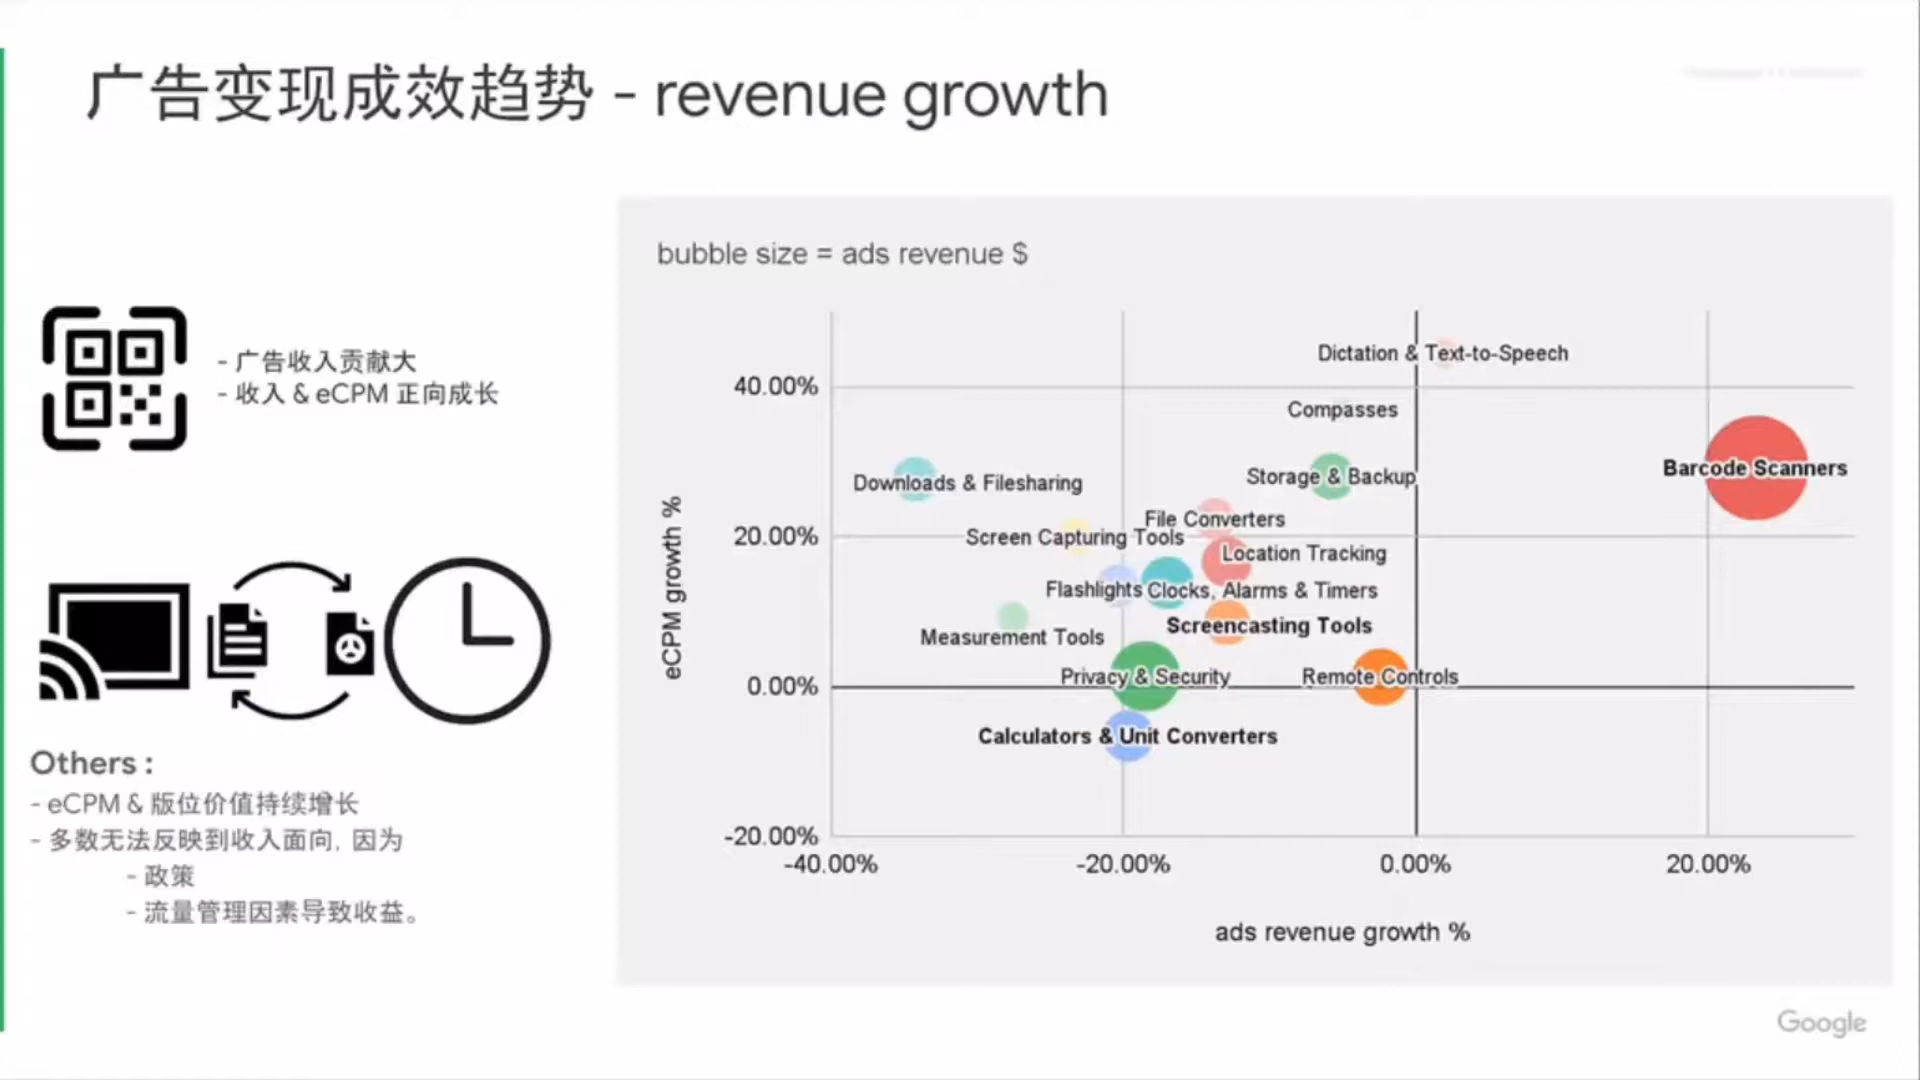 广告变现成效趋势 - revenue growth
- 广告收入贡献大
- 收入 & eCPM 正向成长
Others :
- eCPM & 版位价值持续增长
- 多数无法反映到收入面向, 因为
- 政策
- 流量管理因素导致收益。
bubble size = ads revenue $
eCPM growth %
40.00%
20.00%
0.00%
-20.00%
Dictation & Text-to-Speech
Compasses
Barcode Scanners
Storage & Backup
Downloads & Filesharing
File Converters
Screen Capturing Tools
Location Tracking
Flashlights
Clocks, Alarms & Timers
Screencasting Tools
Measurement Tools
Privacy & Security
Remote Controls
Calculators & Unit Converters
-40.00%
-20.00%
0.00%
20.00%
ads revenue growth %
Google